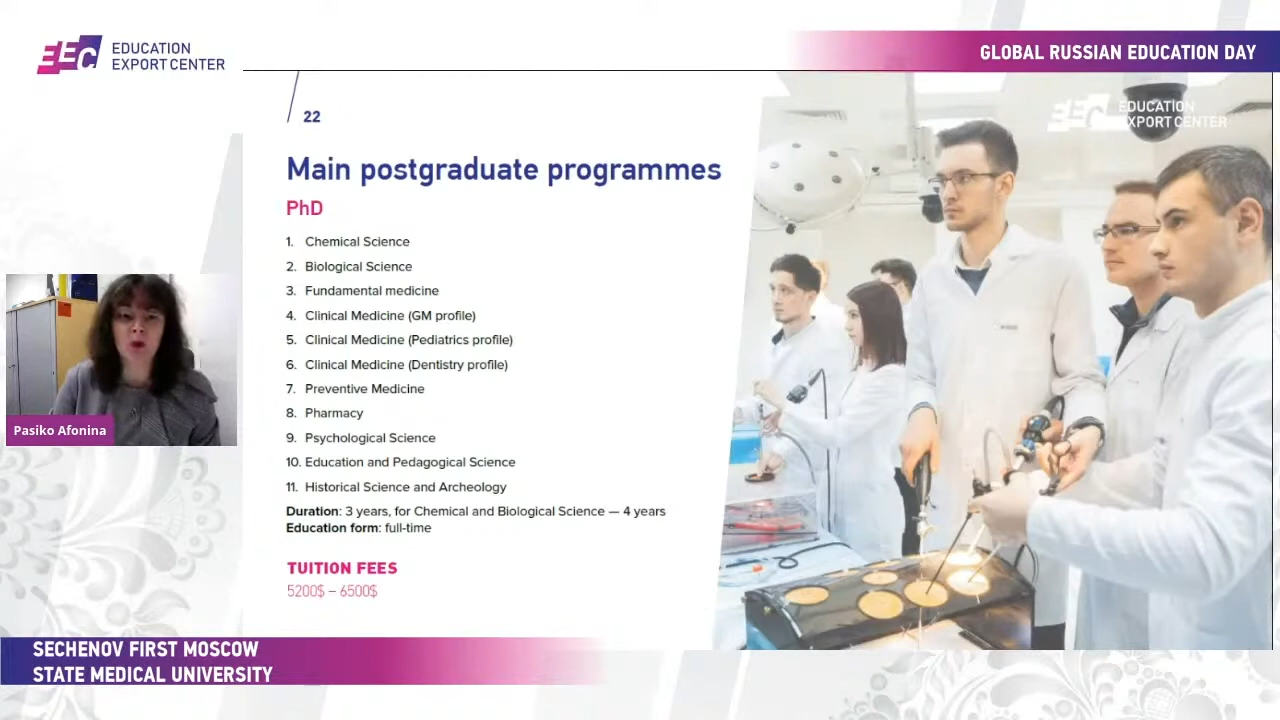 EEC EDUCATION
EXPORT CENTER
GLOBAL RUSSIAN EDUCATION DAY
22
EEC EDUCATION
EXPORT CENTER
Main postgraduate programmes
PhD
1. Chemical Science
2. Biological Science
3. Fundamental medicine
4. Clinical Medicine (GM profile)
5. Clinical Medicine (Pediatrics profile)
6. Clinical Medicine (Dentistry profile)
7. Preventive Medicine
8. Pharmacy
9. Psychological Science
10. Education and Pedagogical Science
11. Historical Science and Archeology
Duration: 3 years, for Chemical and Biological Science — 4 years
Education form: full-time
TUITION FEES
5200$ – 6500$
Pasiko Afonina
SECHENOV FIRST MOSCOW
STATE MEDICAL UNIVERSITY